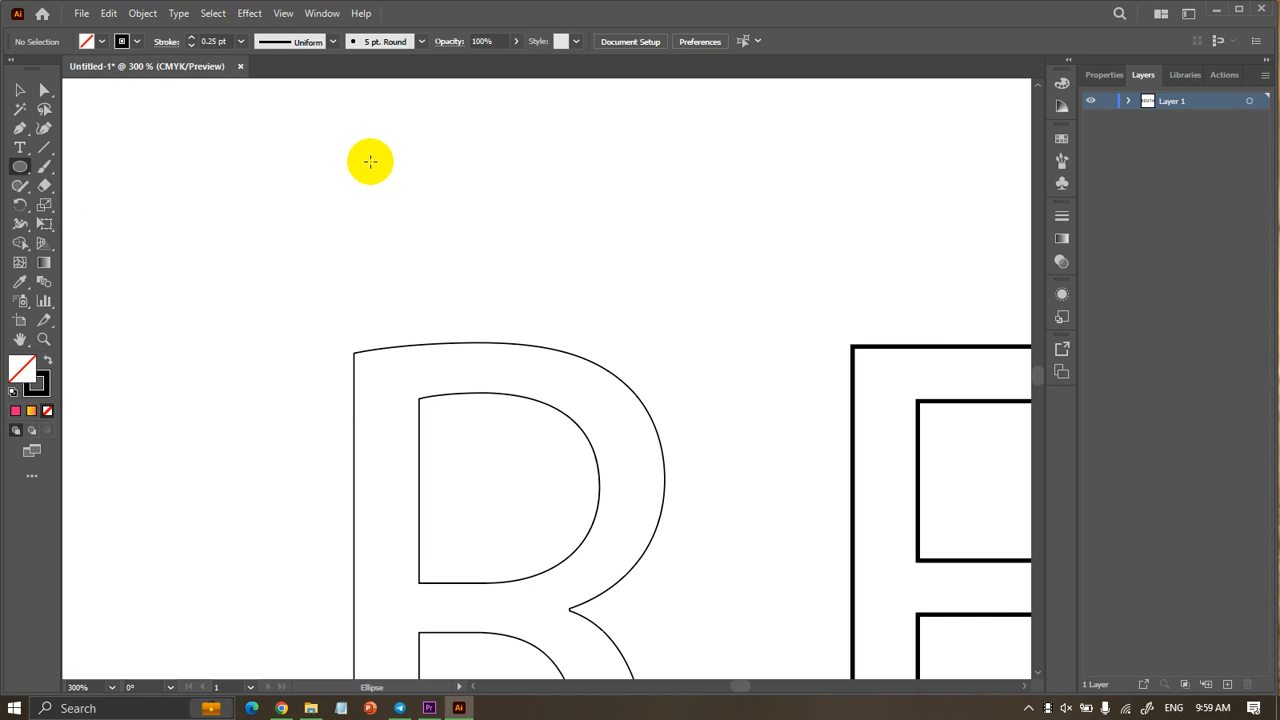 Ai File Edit Object Type Select Effect View Window Help
No Selection Stroke: 0.25 pt Uniform 5 pt. Round Opacity: 100% Style: Document Setup Preferences
Untitled-1* @ 300 % (CMYK/Preview) ×
Properties Layers Libraries Actions
Layer 1
R
1 Layer
300% 0° 1 Ellipse
Search ENG 9:59 AM